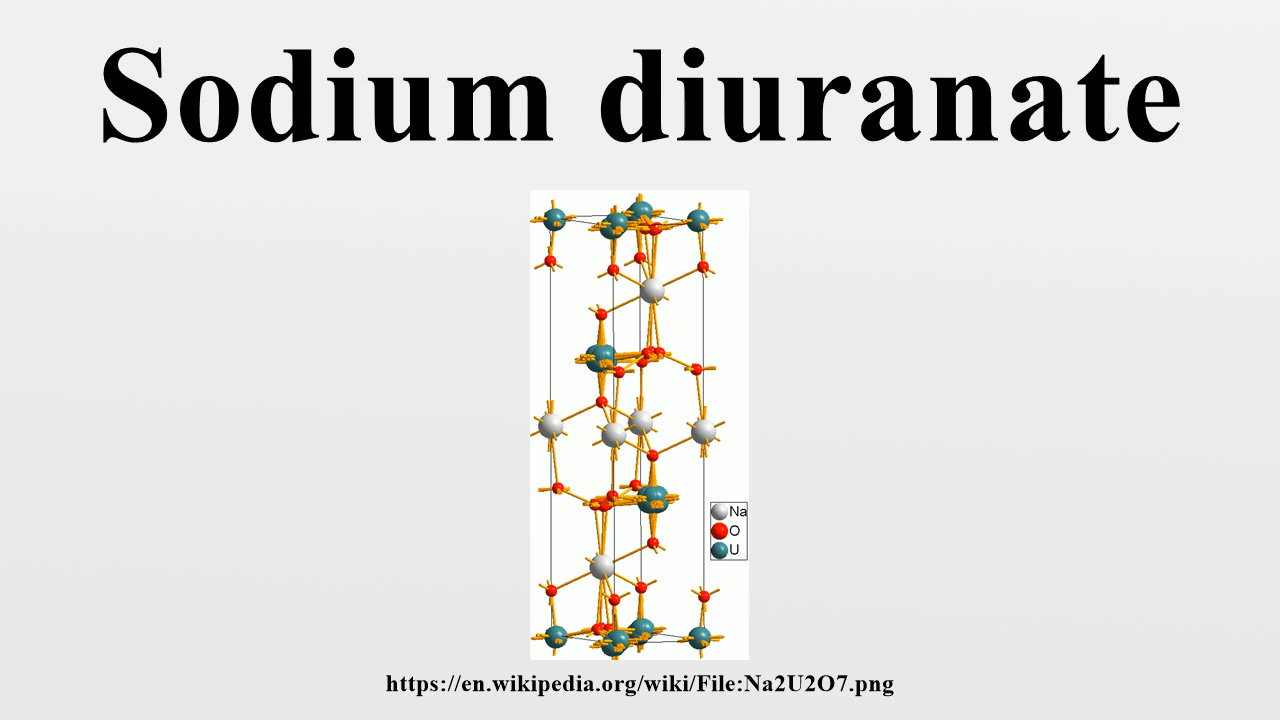 Sodium diuranate
Na
O
U
https://en.wikipedia.org/wiki/File:Na2U2O7.png